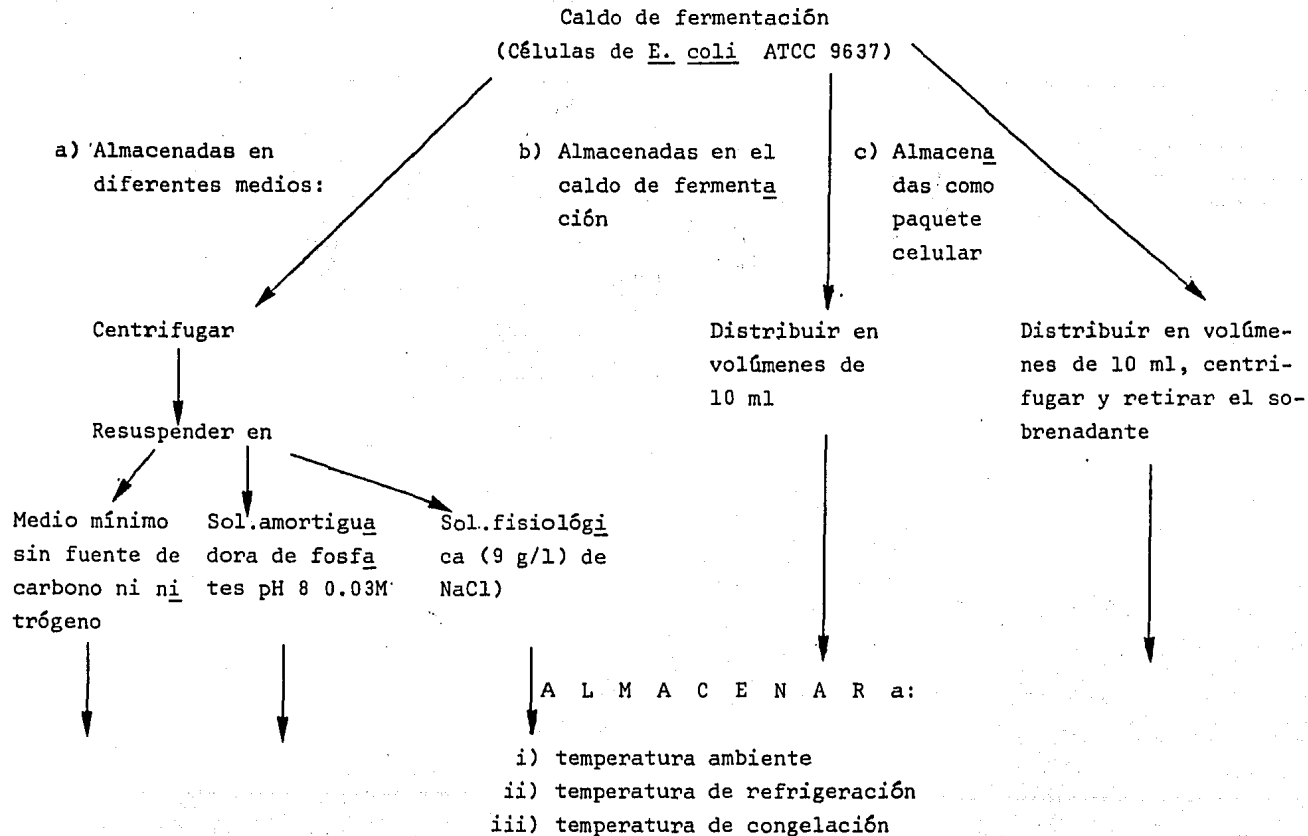 Caldo de fermentación
(Células de E. coli ATCC 9637)
a) Almacenadas en
diferentes medios:
b) Almacenadas en el
caldo de fermenta
ción
c) Almacena
das como
paquete
celular
Centrifugar
Resuspender en
Distribuir en
volúmenes de
10 ml
Distribuir en volúme-
nes de 10 ml, centri-
fugar y retirar el so-
brenadante
Medio mínimo
sin fuente de
carbono ni ni
trógeno
Sol.amortigua
dora de fosfa
tes pH 8 0.03M
Sol.fisiológi
ca (9 g/l) de
NaCl)
A L M A C E N A R a:
i) temperatura ambiente
ii) temperatura de refrigeración
iii) temperatura de congelación